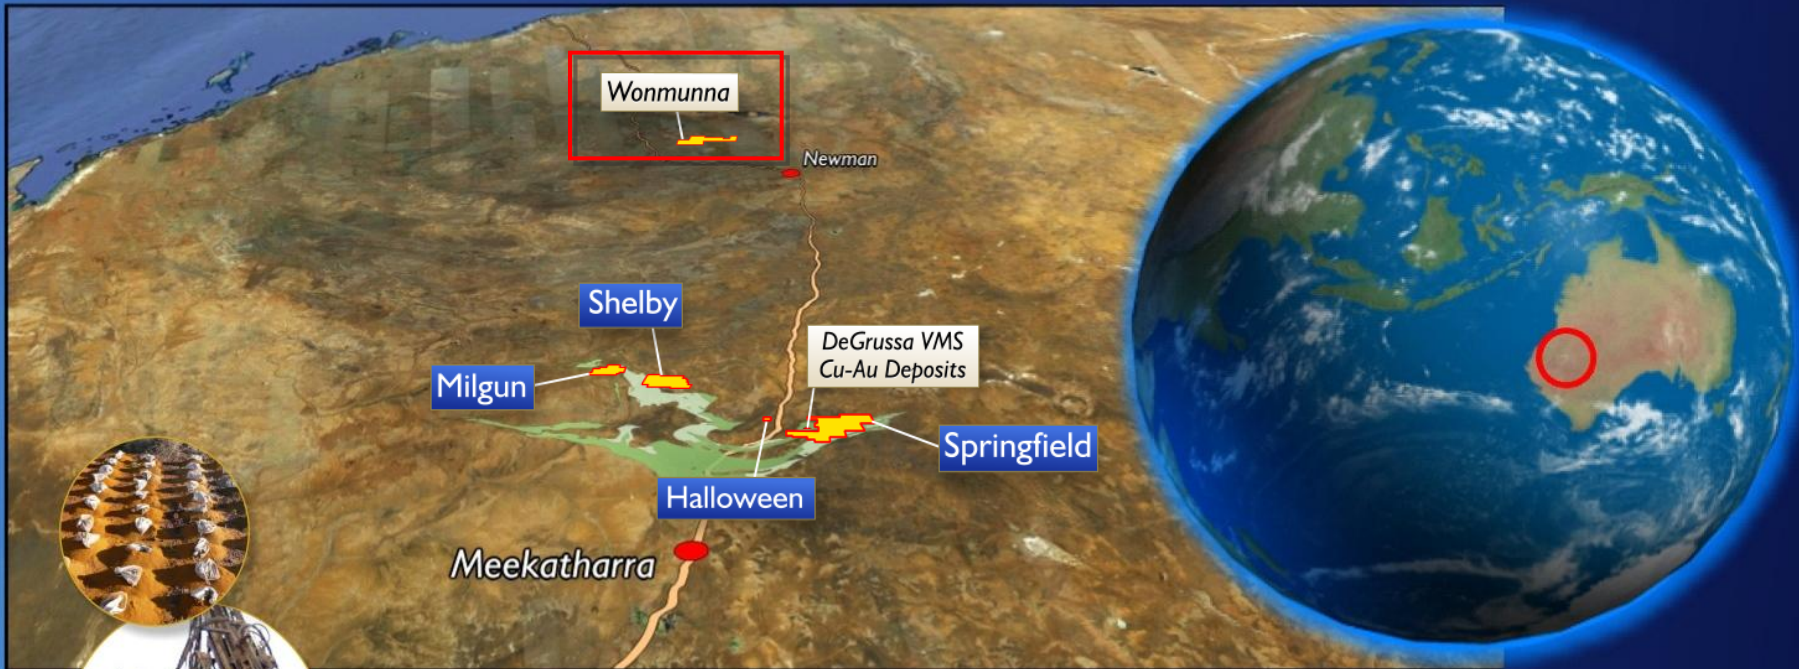 Wonmunna
Newman
Shelby
DeGrussa VMS
Cu-Au Deposits
Milgun
Springfield
Halloween
Meekatharra